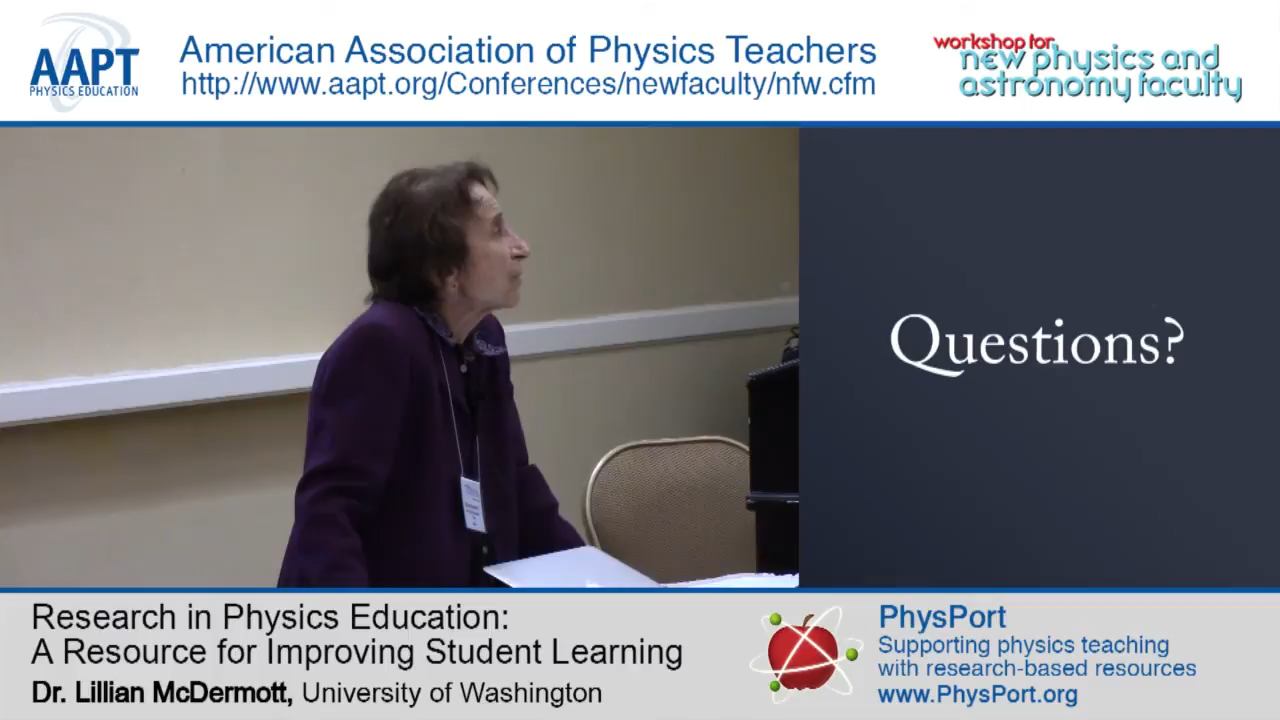 AAPT
PHYSICS EDUCATION
American Association of Physics Teachers
http://www.aapt.org/Conferences/newfaculty/nfw.cfm
workshop for
new physics and
astronomy faculty
Questions?
Research in Physics Education:
A Resource for Improving Student Learning
Dr. Lillian McDermott, University of Washington
PhysPort
Supporting physics teaching
with research-based resources
www.PhysPort.org